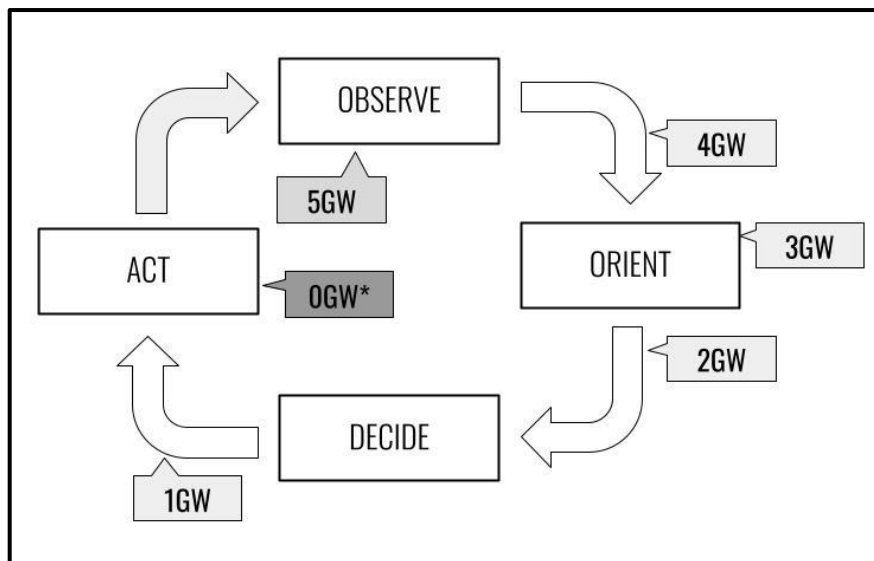 OBSERVE
4GW
5GW
ACT
ORIENT
3GW
0GW*
2GW
DECIDE
1GW